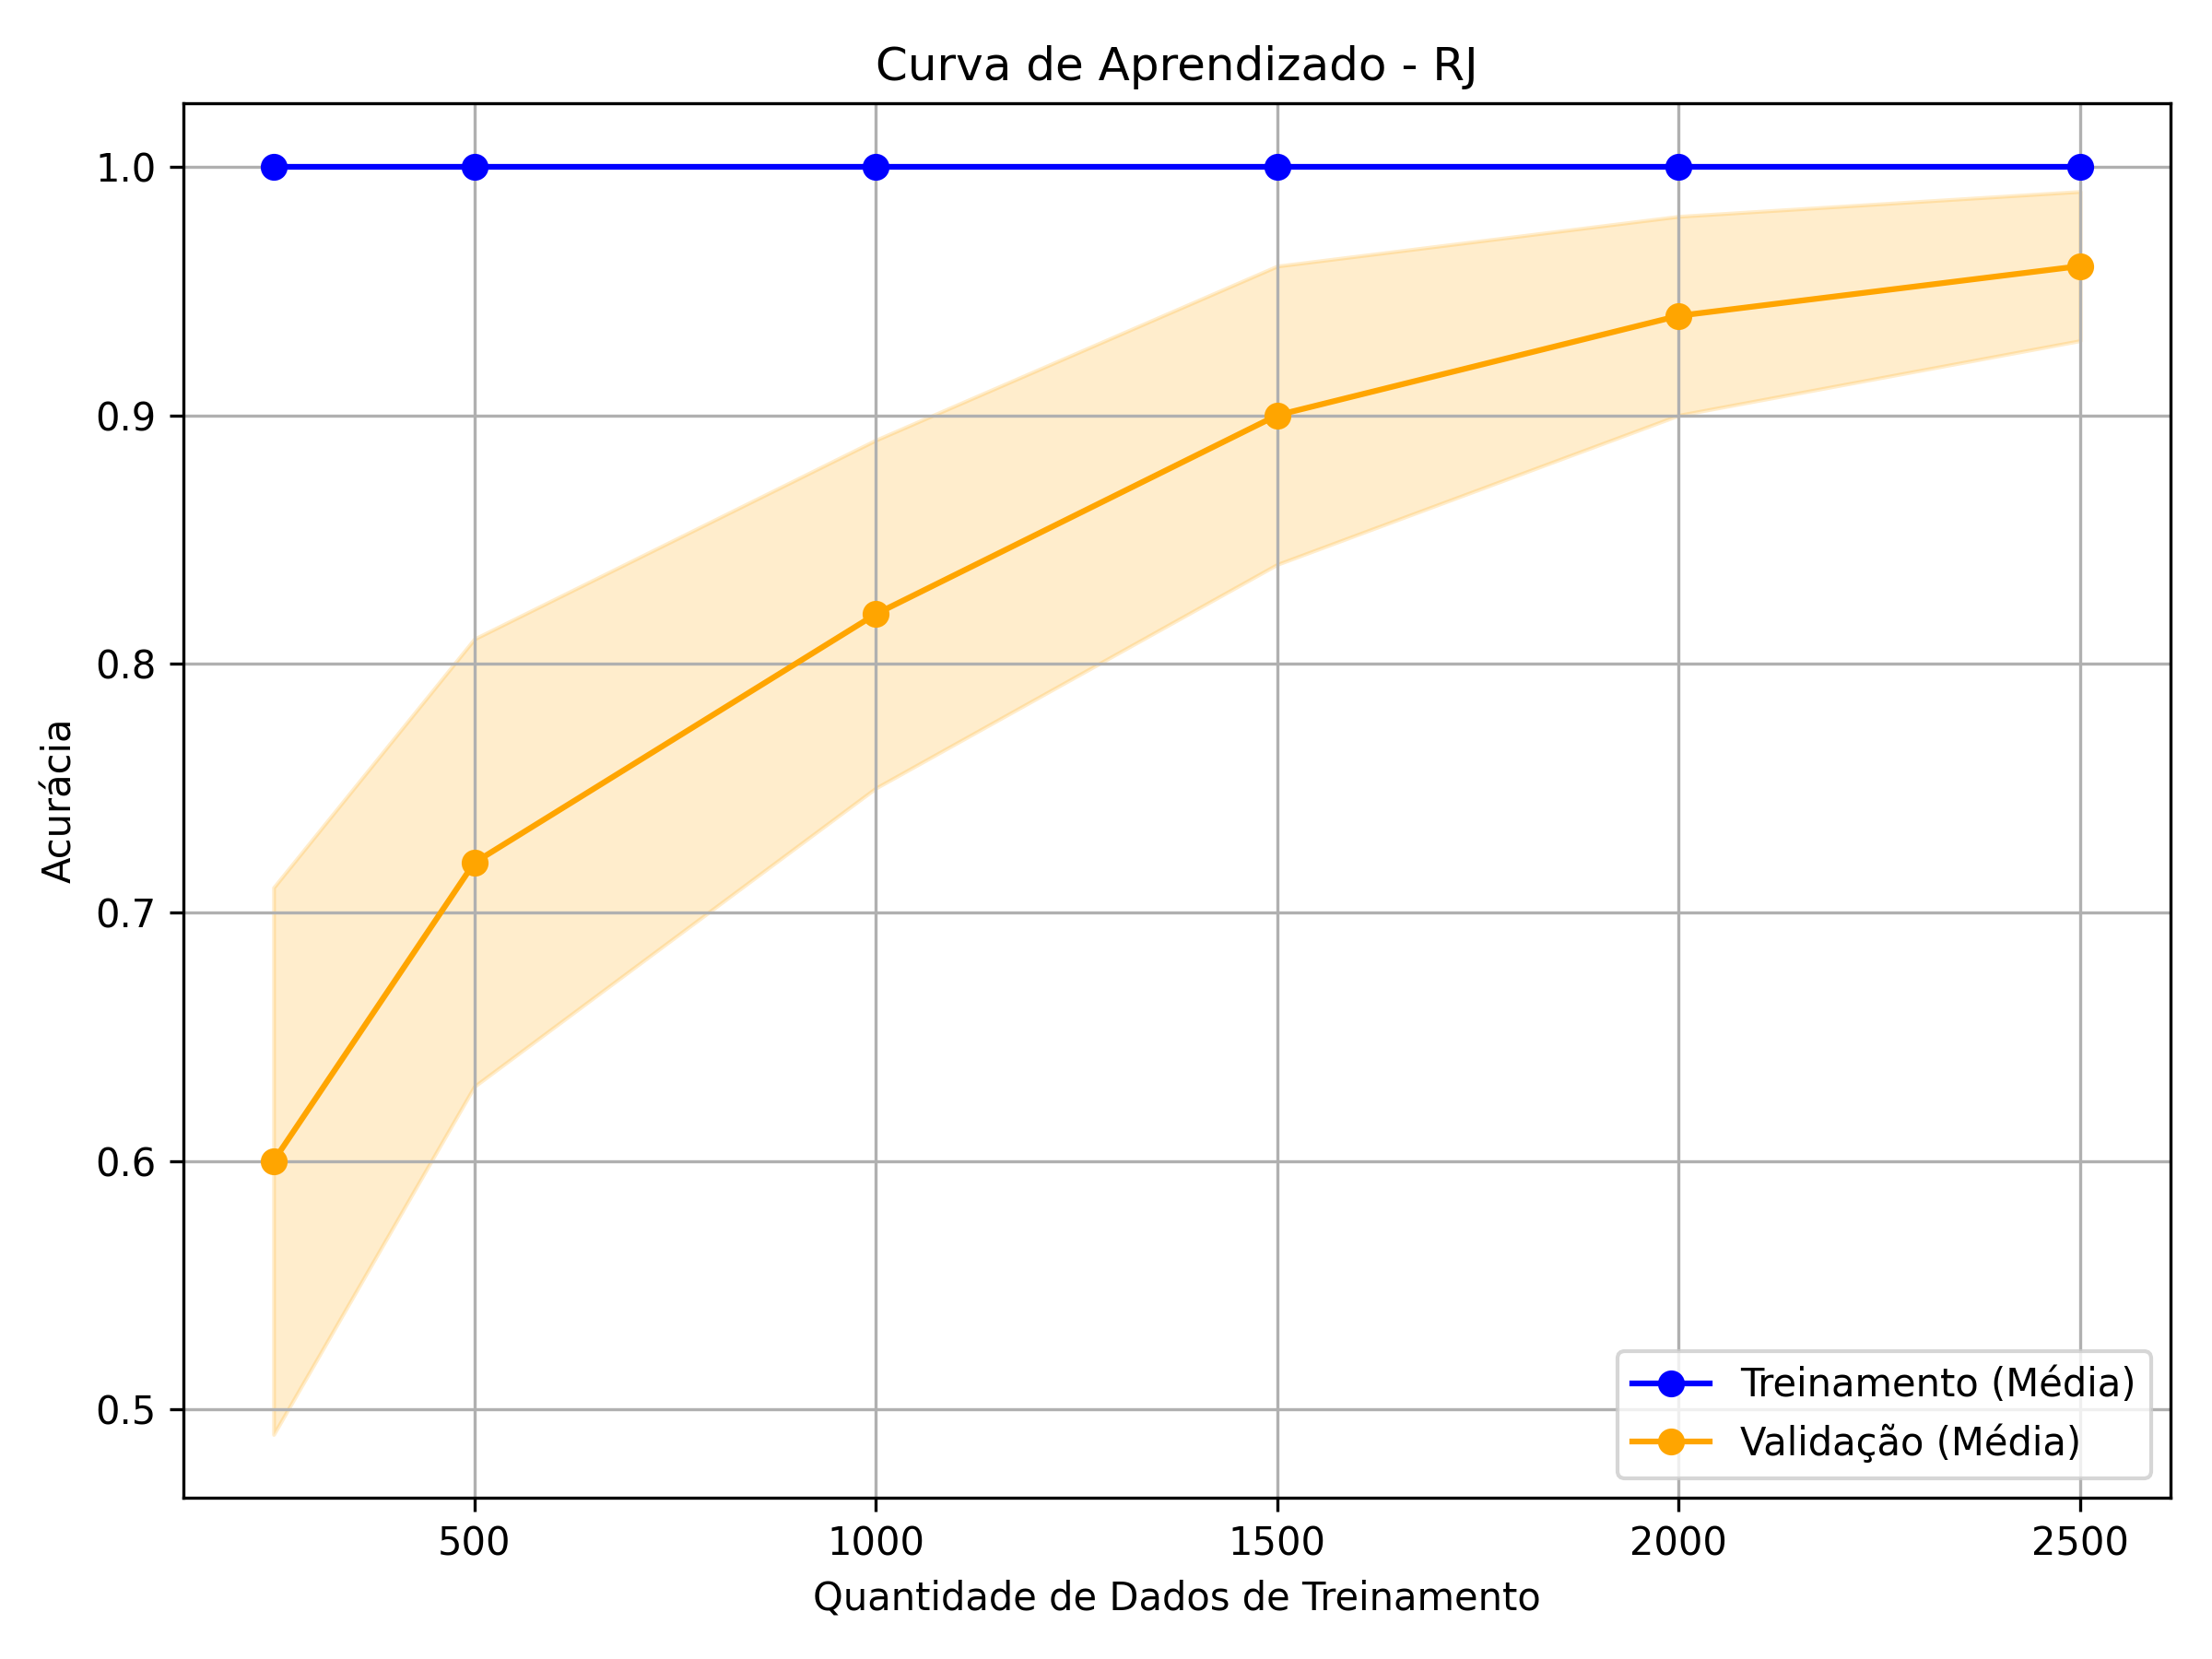 Curva de Aprendizado - RJ
1.0
0.9
0.8
0.7
0.6
0.5
Acurácia
500 1000 1500 2000 2500
Quantidade de Dados de Treinamento
Treinamento (Média)
Validação (Média)